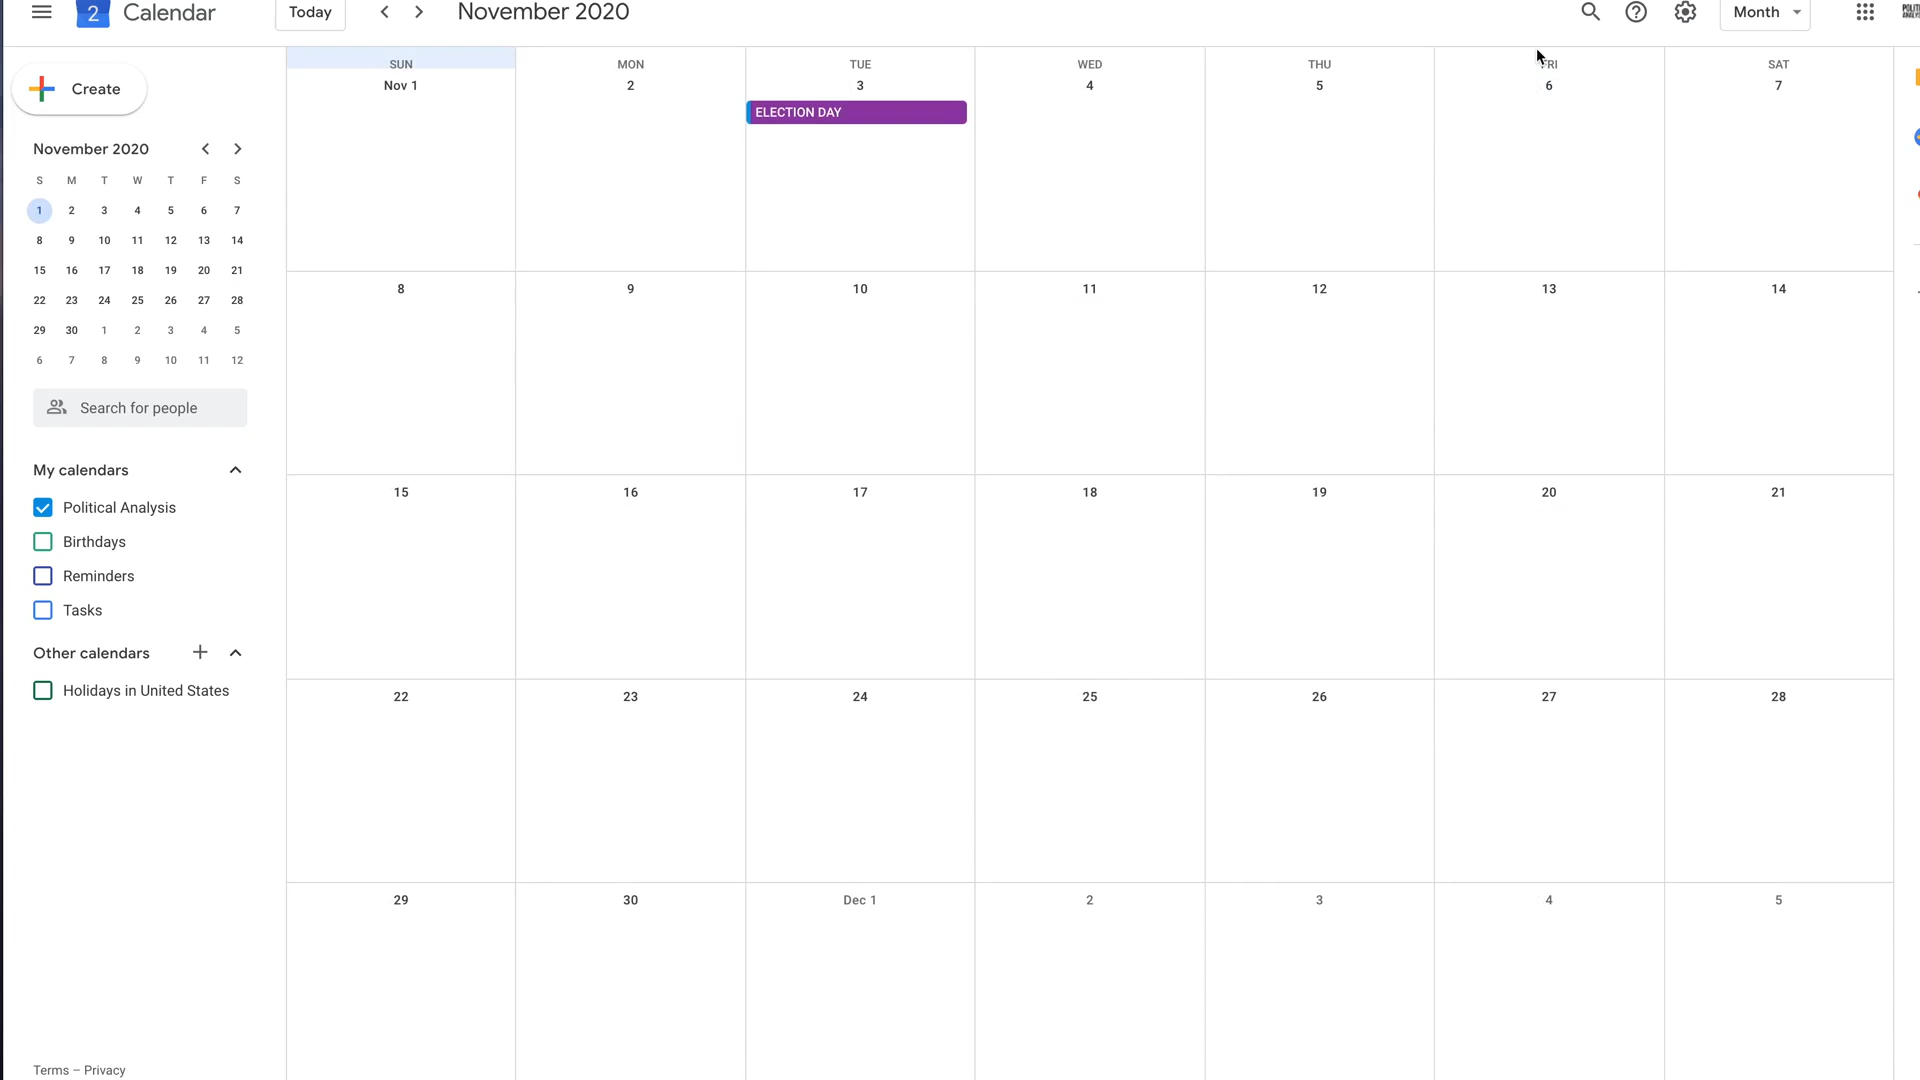 2 Calendar Today November 2020 Month
Create
November 2020
S M T W T F S
1 2 3 4 5 6 7
8 9 10 11 12 13 14
15 16 17 18 19 20 21
22 23 24 25 26 27 28
29 30 1 2 3 4 5
6 7 8 9 10 11 12
Search for people
My calendars
Political Analysis
Birthdays
Reminders
Tasks
Other calendars
Holidays in United States
Terms – Privacy
SUN MON TUE WED THU FRI SAT
Nov 1 2 3 4 5 6 7
ELECTION DAY
8 9 10 11 12 13 14
15 16 17 18 19 20 21
22 23 24 25 26 27 28
29 30 Dec 1 2 3 4 5